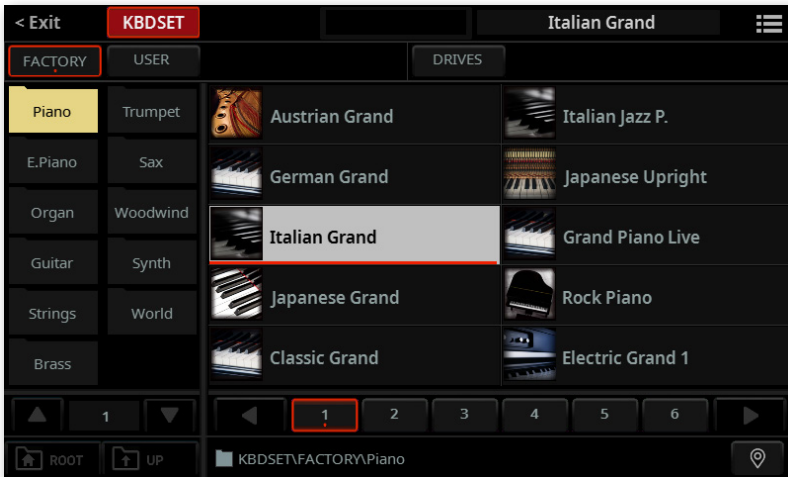 < Exit KBDSET Italian Grand
FACTORY USER DRIVES
Piano Trumpet
E.Piano Sax
Organ Woodwind
Guitar Synth
Strings World
Brass
Austrian Grand Italian Jazz P.
German Grand Japanese Upright
Italian Grand Grand Piano Live
Japanese Grand Rock Piano
Classic Grand Electric Grand 1
1 1 2 3 4 5 6
ROOT UP KBDSET\FACTORY\Piano